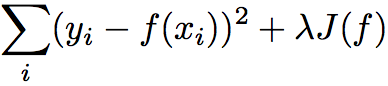 ∑_i (y_i − f(x_i))² + λJ(f)